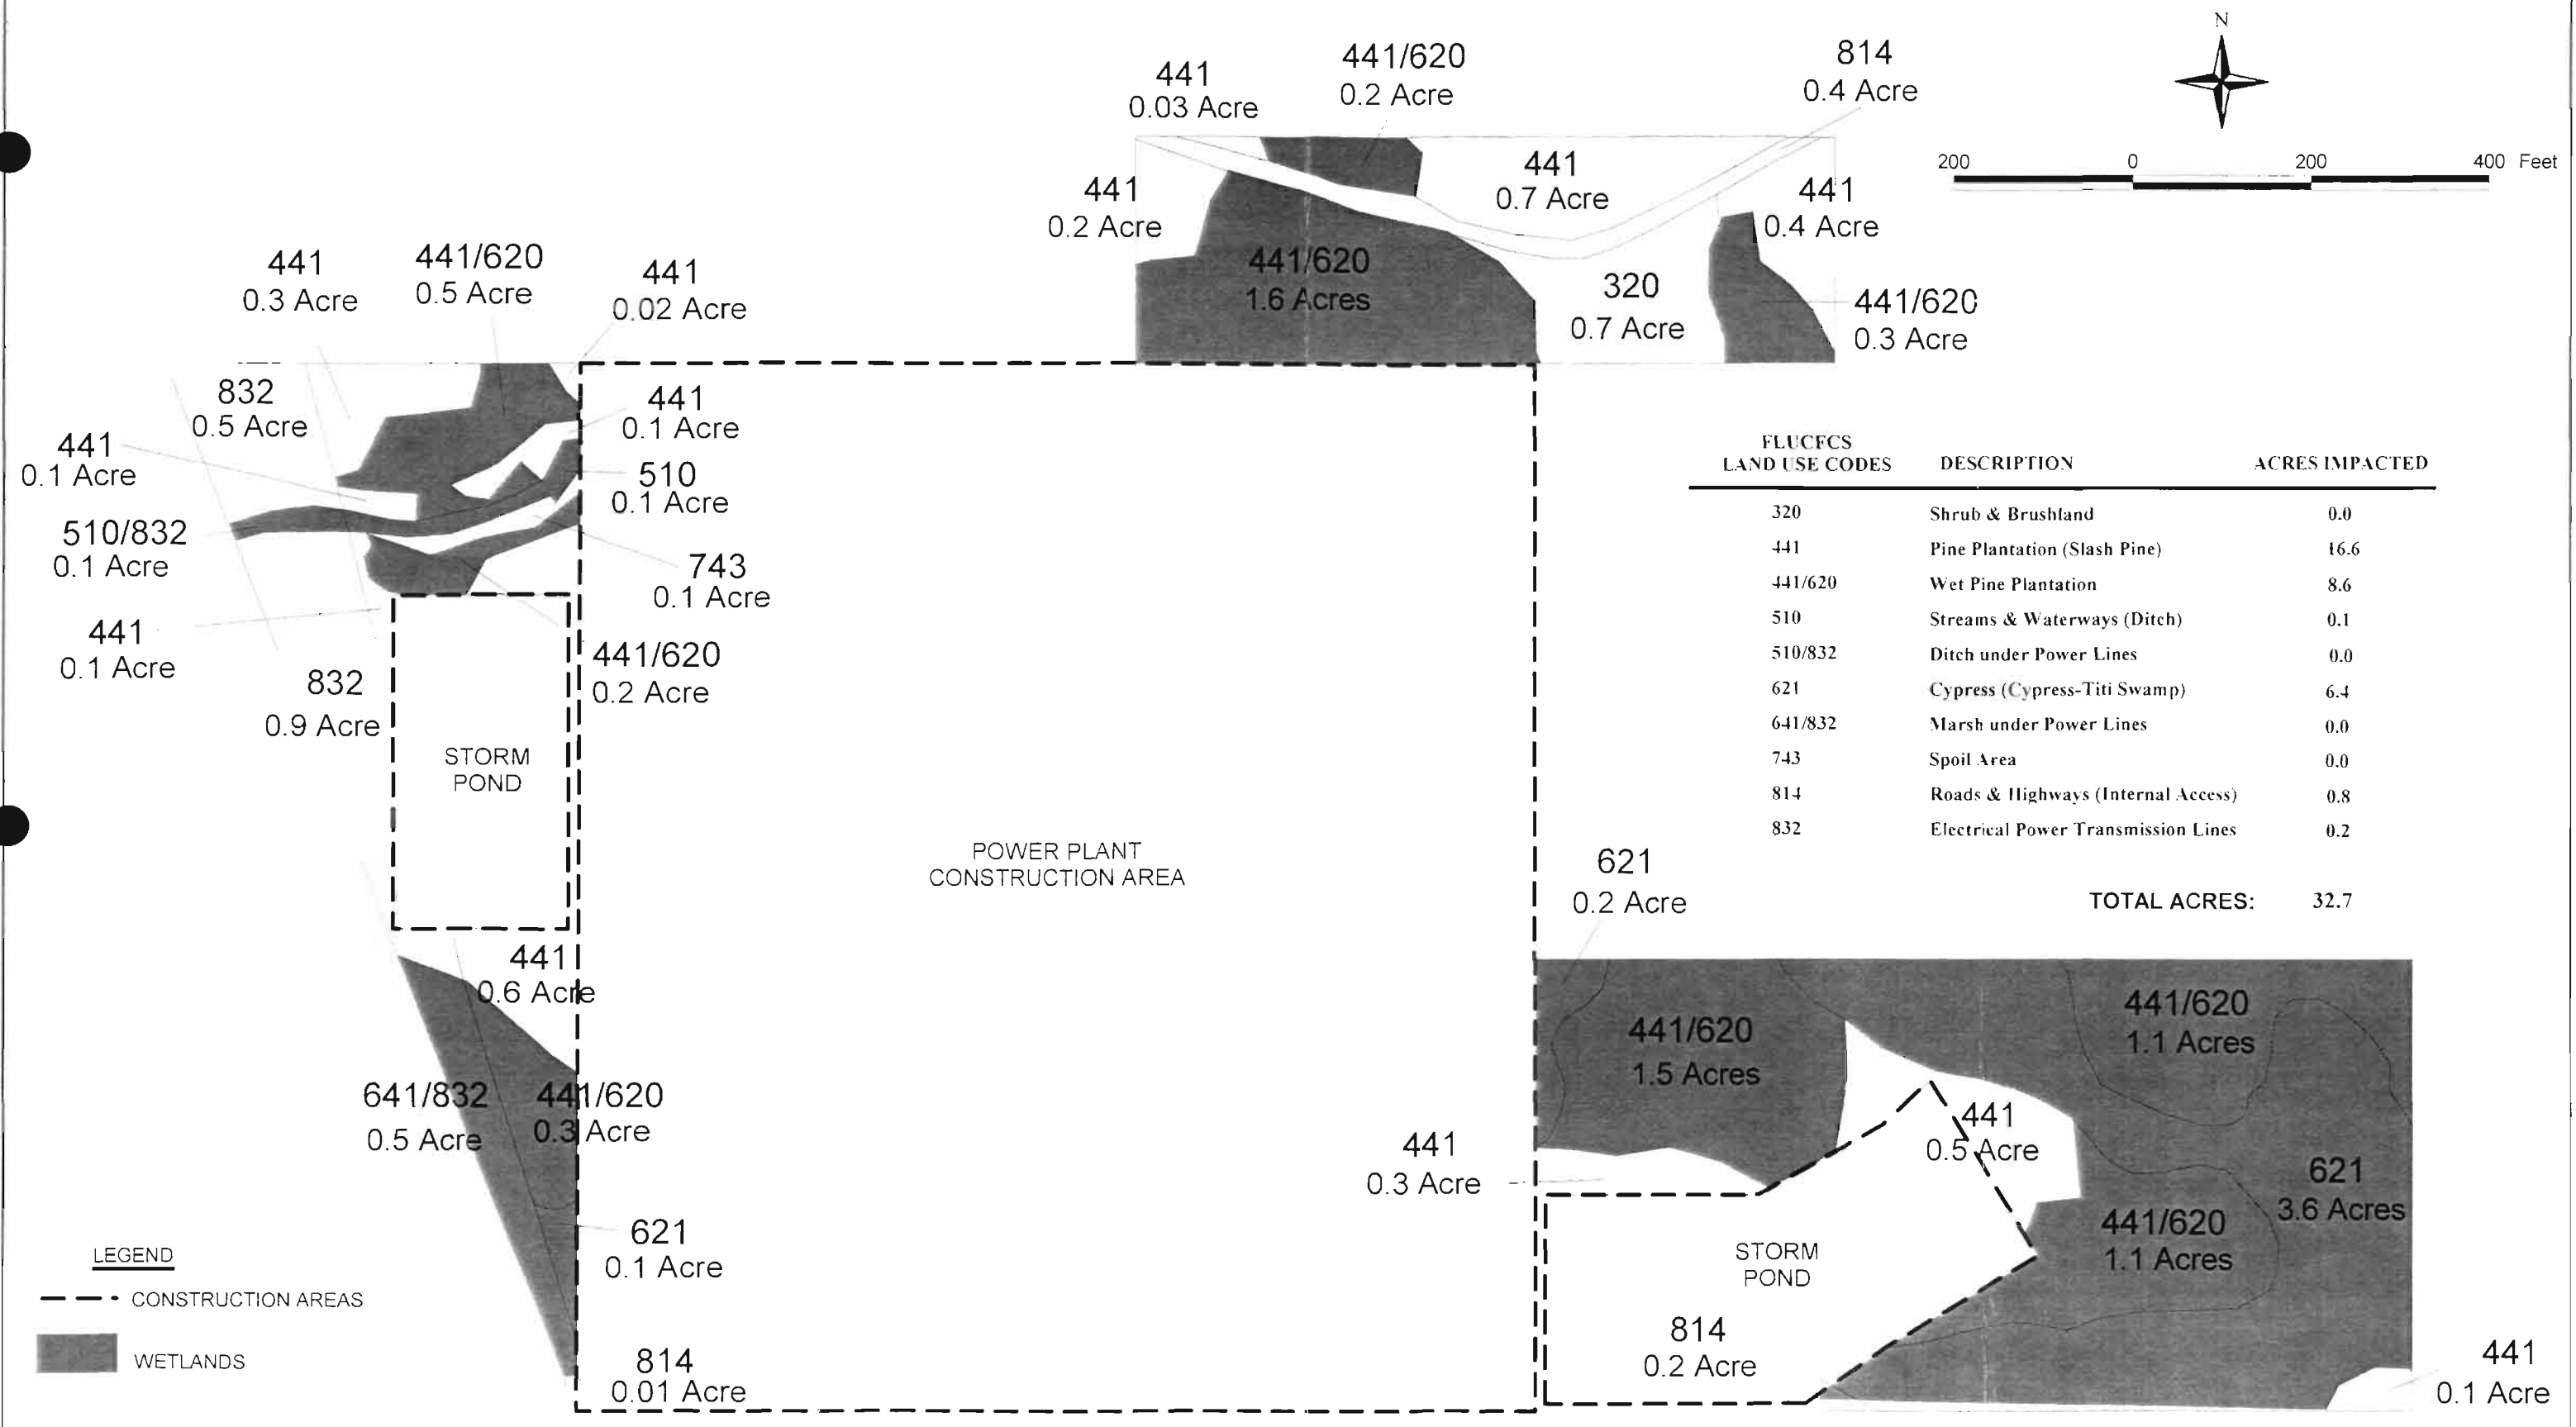 N
200 0 200 400 Feet
441
0.03 Acre
441/620
0.2 Acre
814
0.4 Acre
441
0.2 Acre
441
0.7 Acre
441
0.4 Acre
441/620
1.6 Acres
320
0.7 Acre
441/620
0.3 Acre
441
0.3 Acre
441/620
0.5 Acre
441
0.02 Acre
832
0.5 Acre
441
0.1 Acre
441
0.1 Acre
510
0.1 Acre
510/832
0.1 Acre
743
0.1 Acre
441
0.1 Acre
441/620
0.2 Acre
832
0.9 Acre
STORM
POND
POWER PLANT
CONSTRUCTION AREA
FLUCFCS
LAND USE CODES DESCRIPTION ACRES IMPACTED
320 Shrub & Brushland 0.0
441 Pine Plantation (Slash Pine) 16.6
441/620 Wet Pine Plantation 8.6
510 Streams & Waterways (Ditch) 0.1
510/832 Ditch under Power Lines 0.0
621 Cypress (Cypress-Titi Swamp) 6.4
641/832 Marsh under Power Lines 0.0
743 Spoil Area 0.0
814 Roads & Highways (Internal Access) 0.8
832 Electrical Power Transmission Lines 0.2
TOTAL ACRES: 32.7
621
0.2 Acre
441
0.6 Acre
641/832
0.5 Acre
441/620
0.3 Acre
621
0.1 Acre
814
0.01 Acre
441/620
1.5 Acres
441/620
1.1 Acres
441
0.5 Acre
441
0.3 Acre
621
3.6 Acres
441/620
1.1 Acres
STORM
POND
814
0.2 Acre
441
0.1 Acre
LEGEND
CONSTRUCTION AREAS
WETLANDS